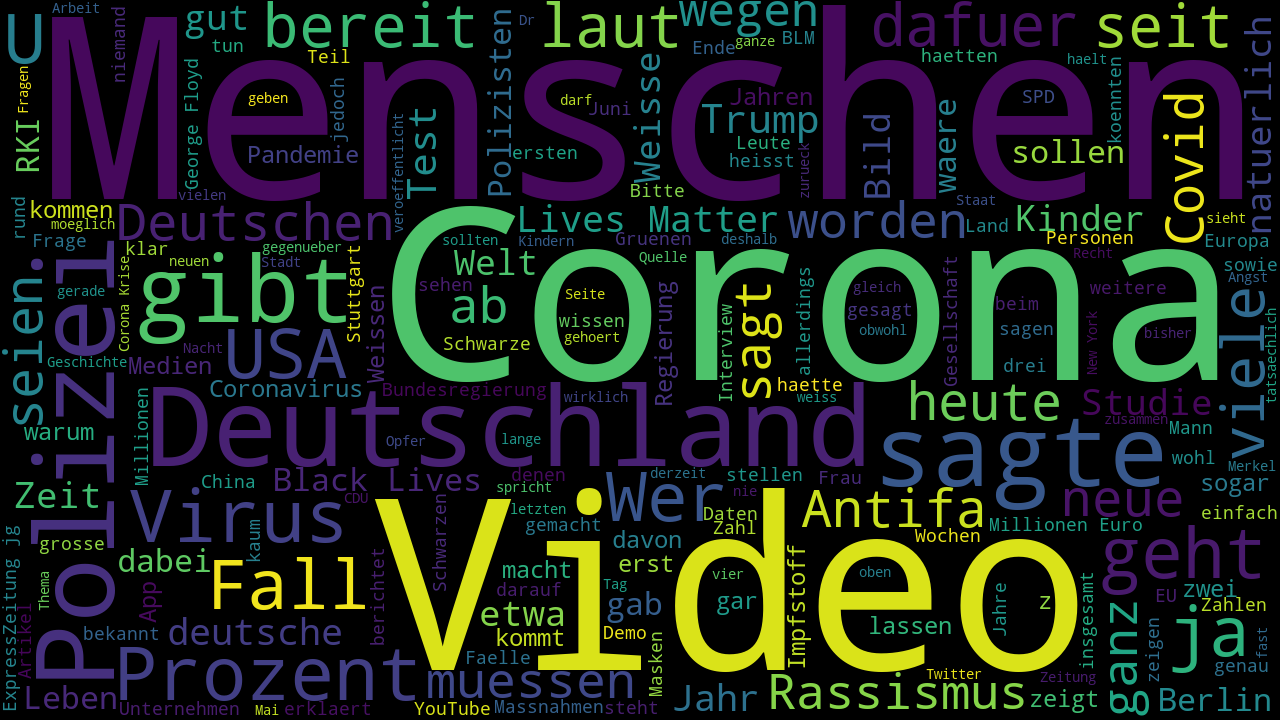 Arbeit
U
Menschen
niemand
gut
tun
bereit
Teil
Dr
laut
wegen
Ende
ganze
BLM
dafuer
haetten
seit
haelt
natuerlich
Fragen
RKI
George Floyd
geben
jedoch
Pandemie
vielen
veroeffentlicht
Test
Polizisten
ersten
darf
Juni
Weisse
Jahren
Trump
Leute
heisst
Bitte
zurueck
Bild
waere
SPD
sollen
koennten
Covid
Staat
rund
kommen
moeglich
Frage
Deutschen
klar
neuen
gegenueber
Stadt
Corona
sollten
Lives Matter
Kindern
Gruenen
Quelle
deshalb
worden
Land
Kinder
Personen
Recht
sieht
Europa
sowie
Angst
seien
Polizei
gerade
Corona Krise
gibt
Stuttgart
Welt
sehen
ab
Seite
wissen
gehoert
Schwarze
Regierung
Interview
sagt
allerdings
gleich
gesagt
obwohl
Gesellschaft
beim
sagen
drei
weitere
New York
bisher
viele
tatsaechlich
Geschichte
Nacht
Medien
USA
Weissen
Coronavirus
Bundesregierung
wirklich
haette
weiss
heute
Studie
zusammen
Mann
warum
Millionen
Deutschland
Opfer
lange
sagte
wohl
Merkel
China
Black Lives
denen
derzeit
stellen
Frau
sogar
Zeit
Virus
CDU
spricht
letzten
Video
Wer
nie
Daten
Zahl
Antifa
Wochen
neue
Millionen Euro
einfach
ExpressZeitung jg
grosse
kaum
Schwarzen
gemacht
davon
geht
dabei
Fall
macht
erst
Tag
vier
oben
EU
zwei
Thema
App
berichtet
darauf
etwa
gab
gar
Impfstoff
Jahre
z
insgesamt
Zahlen
Artikel
bekannt
deutsche
kommt
Demo
lassen
ganz
zeigen
ja
genau
fast
Leben
Prozent
Faelle
muessen
Masken
Twitter
Zeitung
Unternehmen
Mai
erklaert
YouTube
Massnahmen
steht
Jahr
Rassismus
zeigt
Berlin